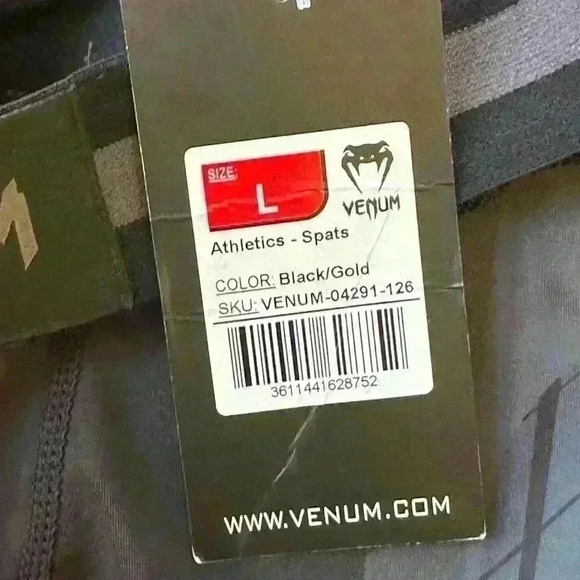 SIZE:
L
VENUM
Athletics - Spats
COLOR: Black/Gold
SKU: VENUM-04291-126
3611441628752
WWW.VENUM.COM